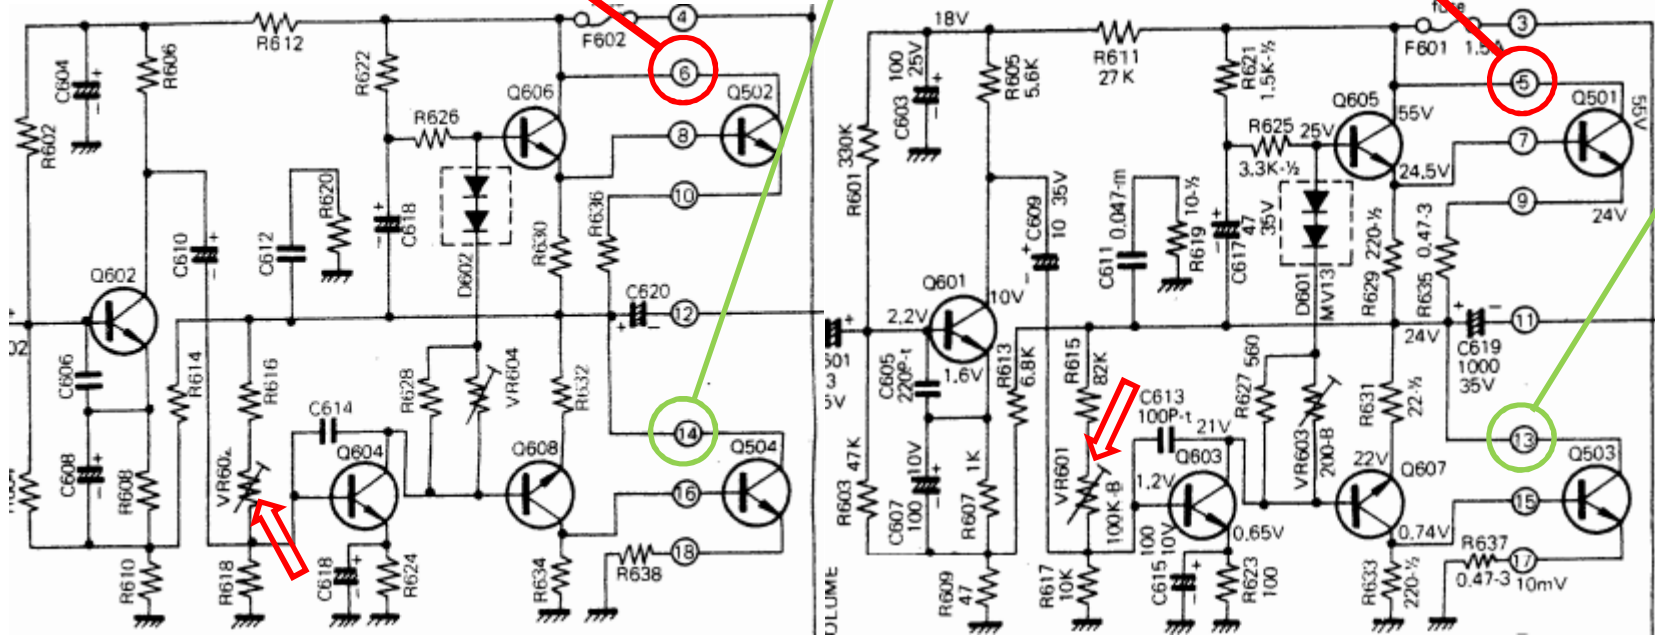 R612
F602
4
R606
C604
+
−
R622
6
Q606
Q502
R626
8
R602
R620
R636
10
C610
+
−
C612
+
−
C618
R630
D602
Q602
C620
12
+
−
02
C606
R614
R616
R628
VR604
R632
C614
14
Q604
Q608
Q504
C608
+
−
R608
VR602
16
18
R638
R610
R618
C618
+
−
R624
R634
18V
fuse
3
F601
1.5A
R611
27K
100
25V
+
−
C603
R605
5.6K
R621
1.5K-½
5
Q605
Q501
55V
55V
R625
25V
3.3K-½
7
330K
R601
24.5V
9
24V
C609
10 35V
+
−
C611 0.047-m
R619
10-½
+
−
C617
47
35V
D601
MV13
R629
220-½
R635
0.47-3
Q601
10V
2.2V
+
601
3
5V
24V
+
−
11
C619
1000
35V
C605
220P-t
1.6V
R613
6.8K
R615
82K
560
R627
C613
100P-t
21V
VR603
200-B
R631
22-½
13
Q603
22V
Q607
Q503
R603
47K
C607
100
10V
+
−
R607
1K
VR601
100K-B
1.2V
0.65V
0.74V
15
R637
17
0.47-3
10mV
OLUME
R609
47
R617
10K
C615
100
10V
+
−
R623
100
R633
220-½